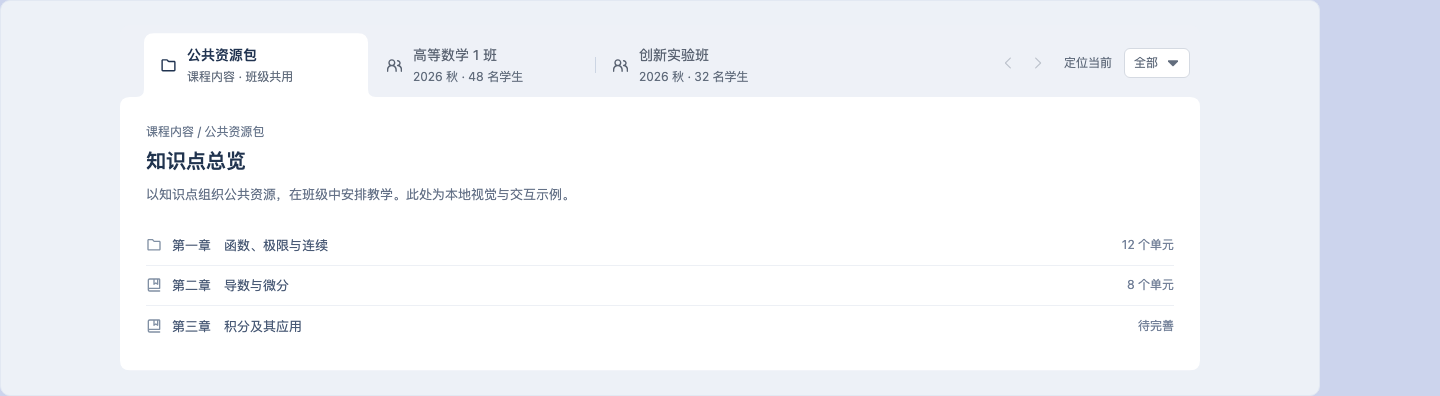 公共资源包
课程内容 · 班级共用
高等数学 1 班
2026 秋 · 48 名学生
创新实验班
2026 秋 · 32 名学生
定位当前
全部
课程内容 / 公共资源包
知识点总览
以知识点组织公共资源，在班级中安排教学。此处为本地视觉与交互示例。
第一章 函数、极限与连续
12 个单元
第二章 导数与微分
8 个单元
第三章 积分及其应用
待完善